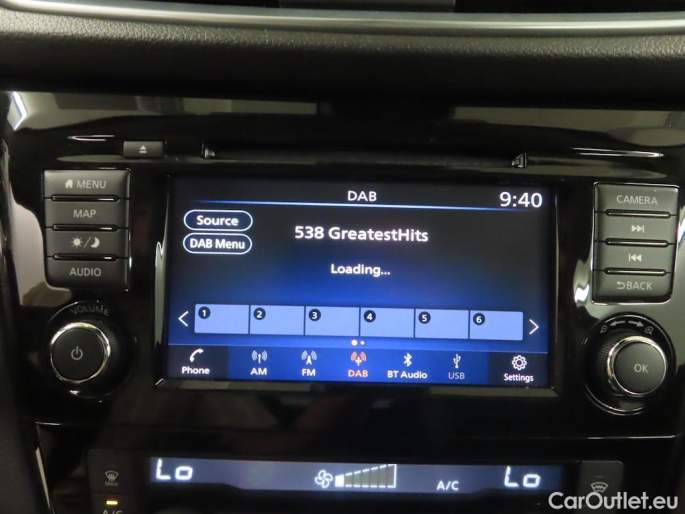 DAB 9:40
MENU
MAP
AUDIO
VOLUME
Source
DAB Menu
538 GreatestHits
Loading...
1 2 3 4 5 6
Phone AM FM DAB BT Audio USB Settings
CAMERA
BACK
OK
Lo A/C Lo
A/C
CarOutlet.eu